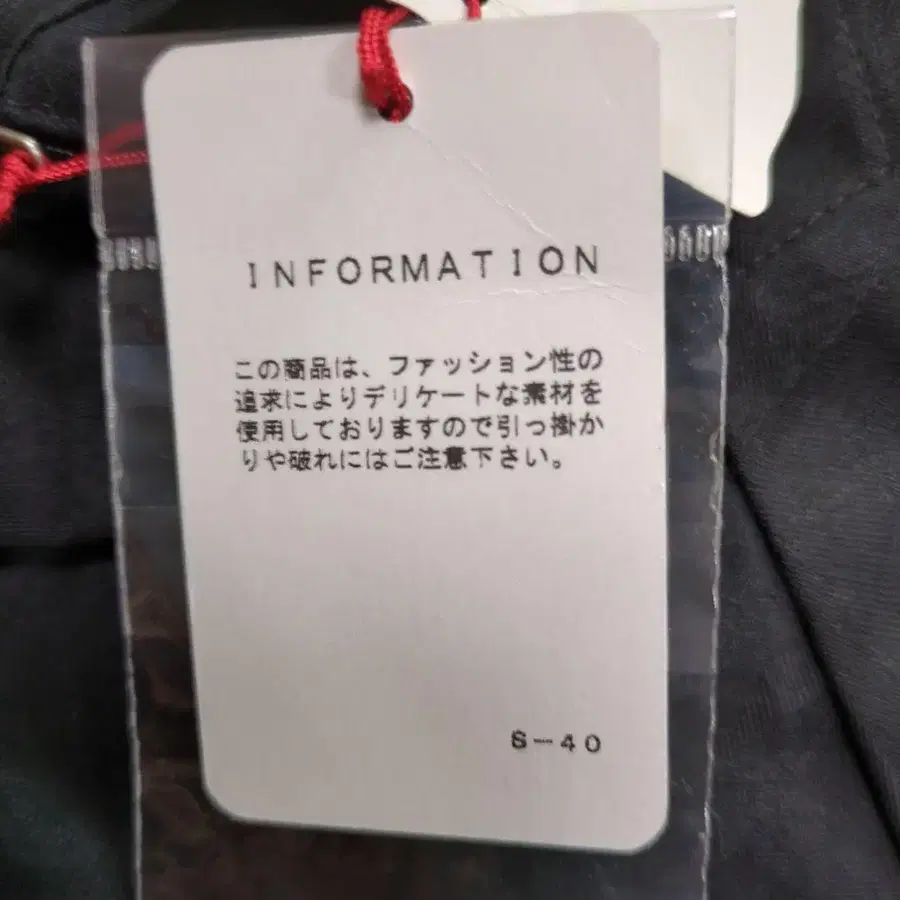 INFORMATION
この商品は、ファッション性の
追求によりデリケートな素材を
使用しておりますので引っ掛か
りや破れにはご注意下さい。
S-40